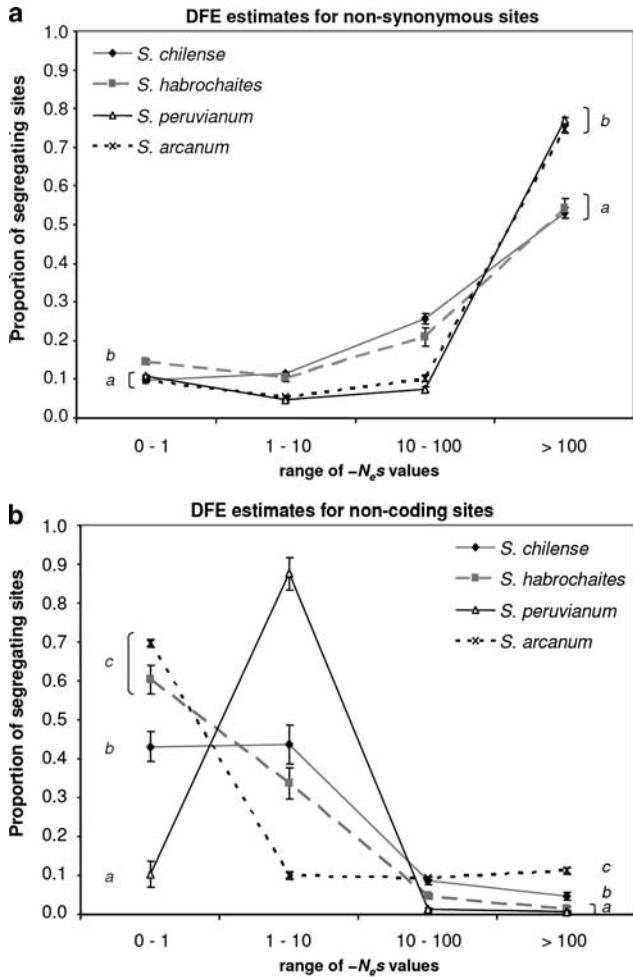 a
DFE estimates for non-synonymous sites
Proportion of segregating sites
1.0
0.9
0.8
0.7
0.6
0.5
0.4
0.3
0.2
0.1
0.0
S. chilense
S. habrochaites
S. peruvianum
S. arcanum
b
a
b
a
0 - 1 1 - 10 10 - 100 > 100
range of -Nₑs values
b
DFE estimates for non-coding sites
Proportion of segregating sites
1.0
0.9
0.8
0.7
0.6
0.5
0.4
0.3
0.2
0.1
0.0
S. chilense
S. habrochaites
S. peruvianum
S. arcanum
c
b
a
c
b
a
0 - 1 1 - 10 10 - 100 > 100
range of -Nₑs values